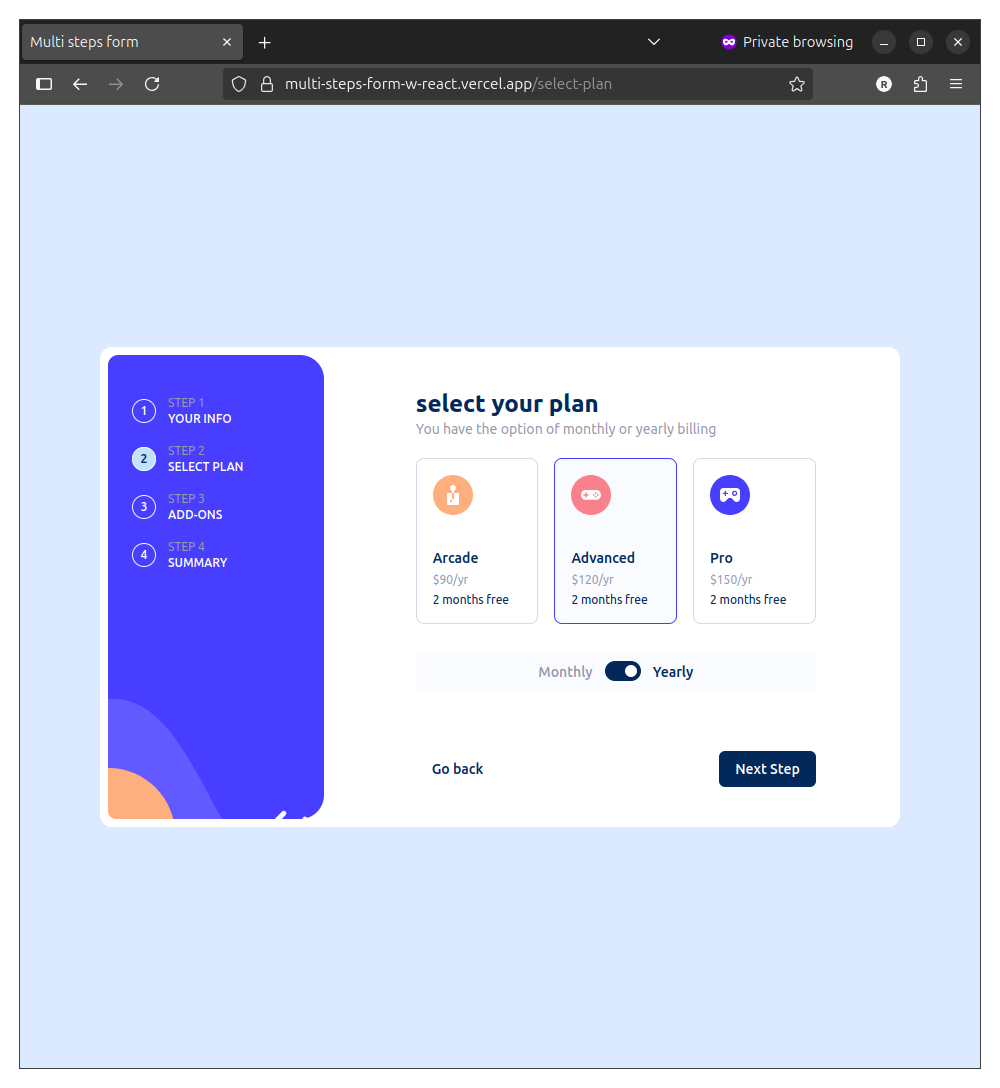 Multi steps form
Private browsing
multi-steps-form-w-react.vercel.app/select-plan
R
1 STEP 1
YOUR INFO
2 STEP 2
SELECT PLAN
3 STEP 3
ADD-ONS
4 STEP 4
SUMMARY
select your plan
You have the option of monthly or yearly billing
Arcade
$90/yr
2 months free
Advanced
$120/yr
2 months free
Pro
$150/yr
2 months free
Monthly Yearly
Go back Next Step